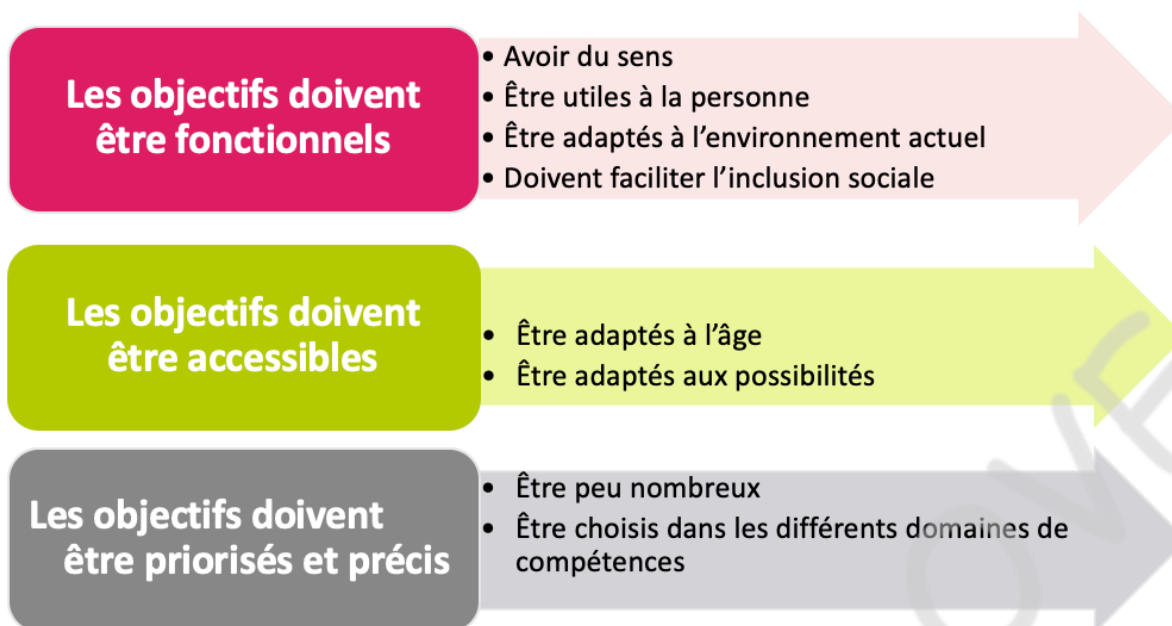 Les objectifs doivent
être fonctionnels
• Avoir du sens
• Être utiles à la personne
• Être adaptés à l’environnement actuel
• Doivent faciliter l’inclusion sociale
Les objectifs doivent
être accessibles
• Être adaptés à l’âge
• Être adaptés aux possibilités
Les objectifs doivent
être priorisés et précis
• Être peu nombreux
• Être choisis dans les différents domaines de
compétences